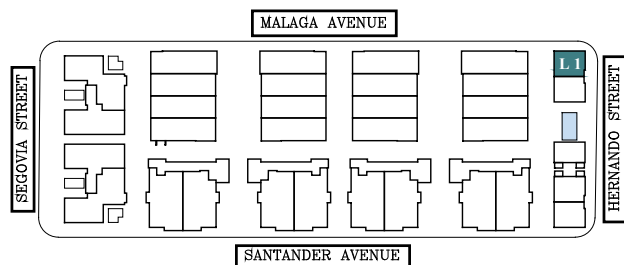 MALAGA AVENUE
SEGOVIA STREET
L 1
HERNANDO STREET
SANTANDER AVENUE